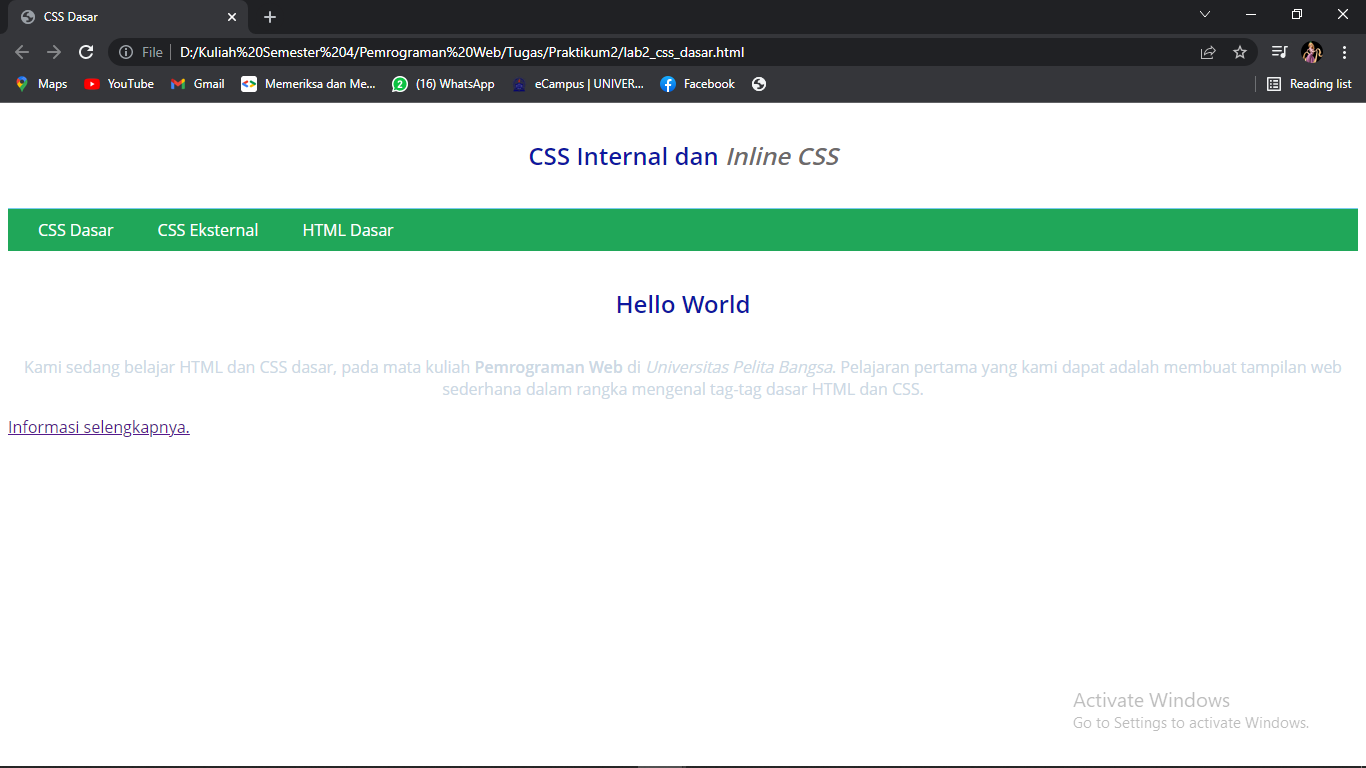 CSS Dasar
File
D:/Kuliah%20Semester%204/Pemrograman%20Web/Tugas/Praktikum2/lab2_css_dasar.html
Maps YouTube Gmail Memeriksa dan Me... (16) WhatsApp eCampus | UNIVER... Facebook Reading list
CSS Internal dan Inline CSS
CSS Dasar CSS Eksternal HTML Dasar
Hello World
Kami sedang belajar HTML dan CSS dasar, pada mata kuliah Pemrograman Web di Universitas Pelita Bangsa. Pelajaran pertama yang kami dapat adalah membuat tampilan web
sederhana dalam rangka mengenal tag-tag dasar HTML dan CSS.
Informasi selengkapnya.
Activate Windows
Go to Settings to activate Windows.